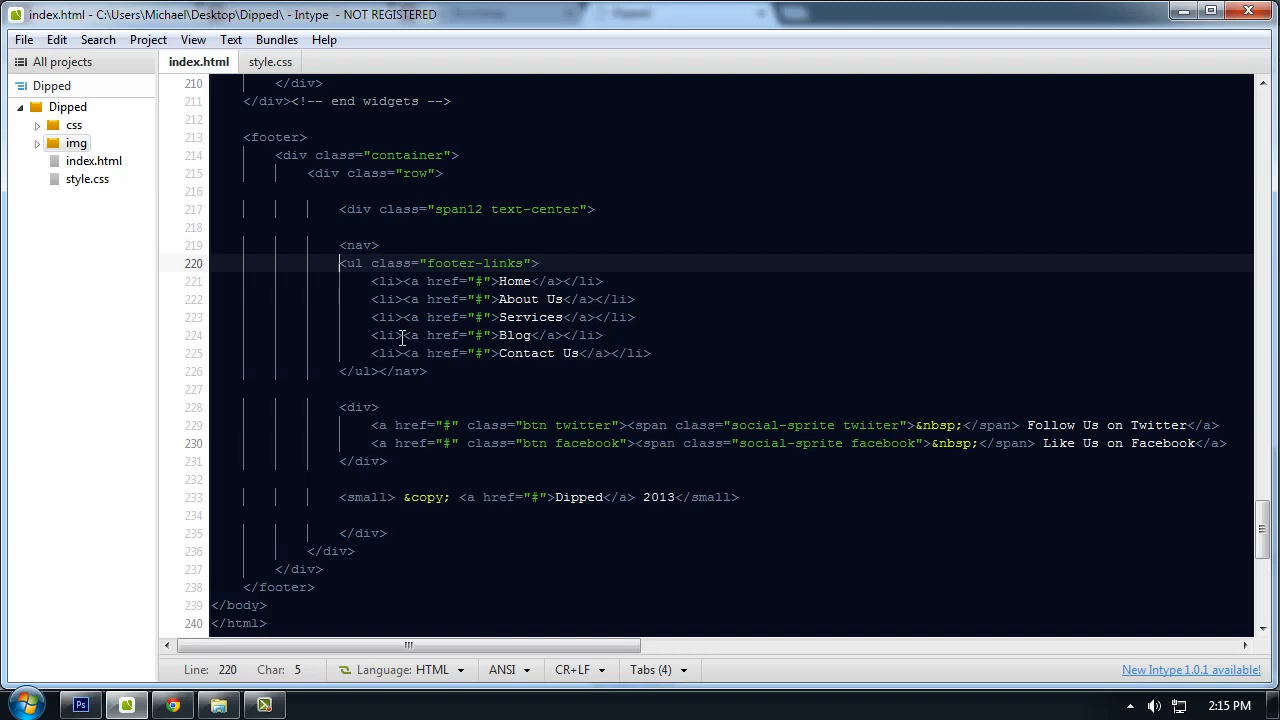 index.html - C:\Users\Michael\Desktop\Dipped\ - Intype - NOT REGISTERED
File Edit Search Project View Text Bundles Help
All projects
index.html
style.css
Dipped
Dipped
css
img
index.html
style.css
210 </div>
211 </div><!-- end widgets -->
212
213 <footer>
214 <div class="container">
215 <div class="row">
216
217 <div class="span12 text-center">
218
219 <nav>
220 <ul class="footer-links">
221 <li><a href="#">Home</a></li>
222 <li><a href="#">About Us</a></li>
223 <li><a href="#">Services</a></li>
224 <li><a href="#">Blog</a></li>
225 <li><a href="#">Contact Us</a></li>
226 </ul></nav>
227
228 <div>
229 <a href="#" class="btn twitter"><span class="social-sprite twitter">&nbsp;</span> Follow Us on Twitter</a>
230 <a href="#" class="btn facebook"><span class="social-sprite facebook">&nbsp;</span> Like Us on Facebook</a>
231 </div>
232
233 <small> &copy; <a href="#">Dipped</a> 2013</small>
234
235 </div>
236 </div>
237 </div>
238 </footer>
239 </body>
240 </html>
Line: 220 Char: 5 Language: HTML ANSI CR+LF Tabs (4) New Intype 1.0.1 available!
Ps
2:15 PM